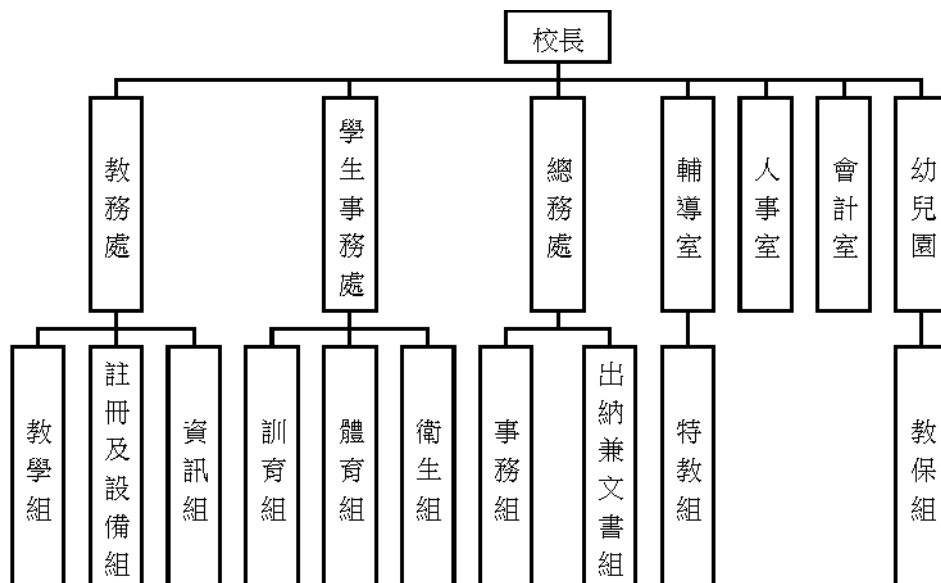 校長
教務處
學生事務處
總務處
輔導室
人事室
會計室
幼兒園
教學組
註冊及設備組
資訊組
訓育組
體育組
衛生組
事務組
出納兼文書組
特教組
教保組